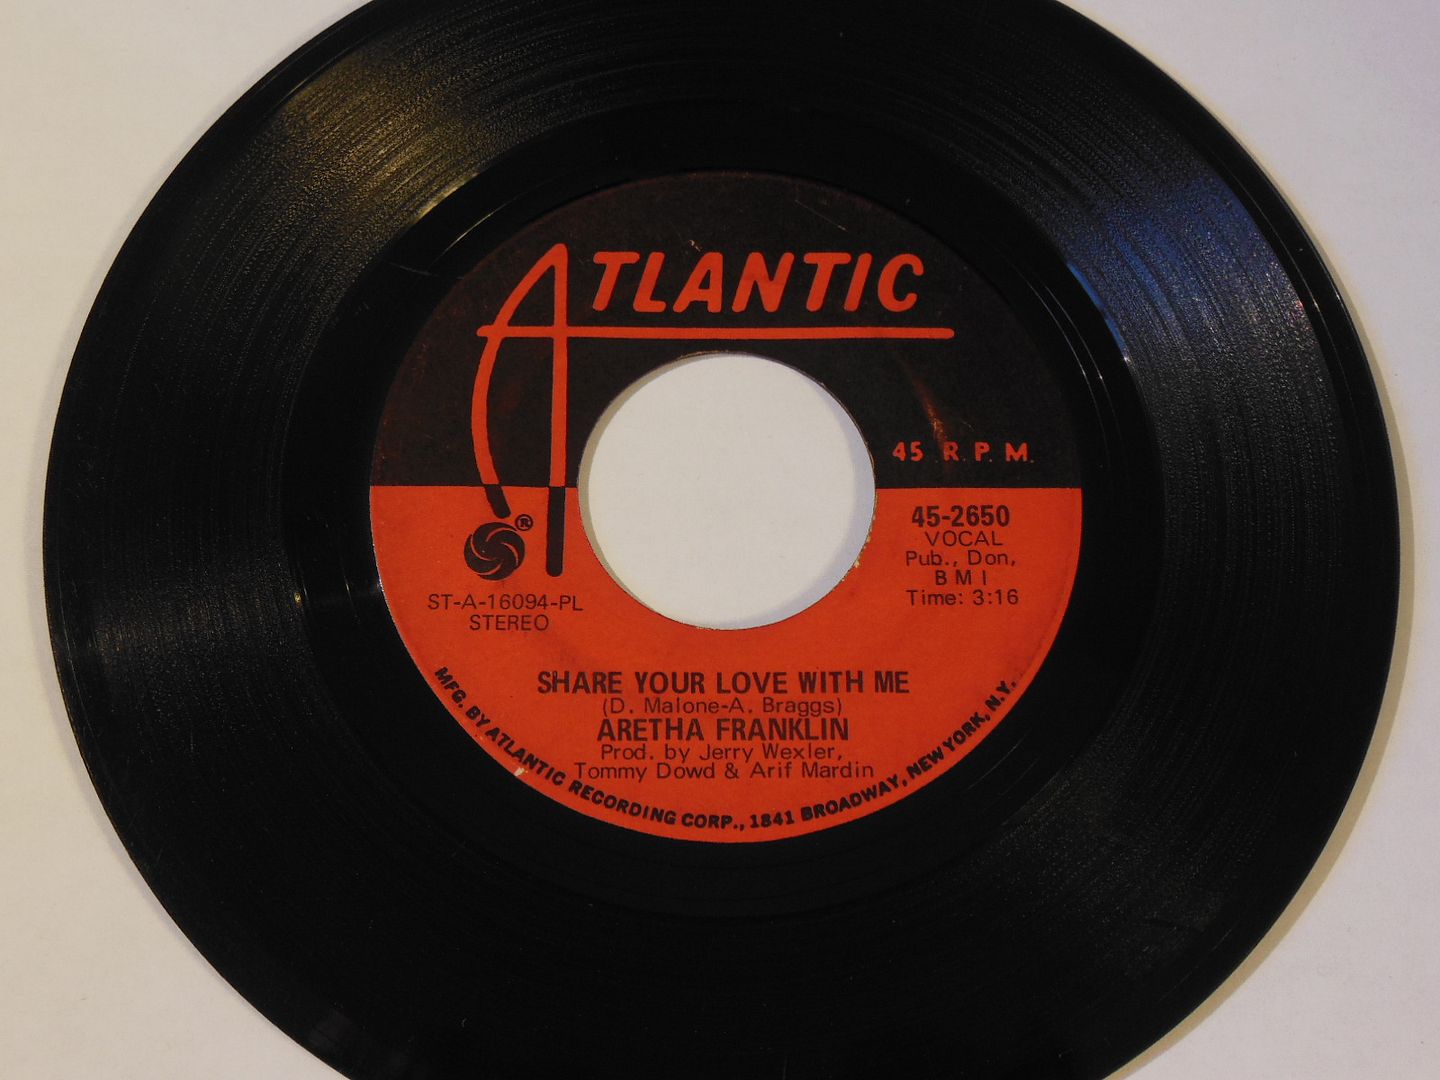 ATLANTIC
45 R.P.M.
®
45-2650
VOCAL
Pub., Don,
BMI
Time: 3:16
ST-A-16094-PL
STEREO
SHARE YOUR LOVE WITH ME
(D. Malone-A. Braggs)
ARETHA FRANKLIN
Prod. by Jerry Wexler,
Tommy Dowd & Arif Mardin
MFG. BY ATLANTIC RECORDING CORP., 1841 BROADWAY, NEW YORK, N.Y.